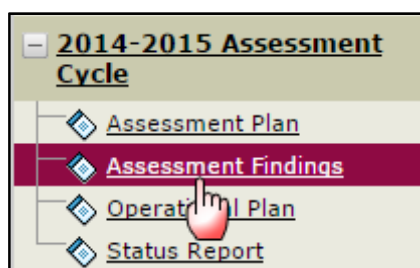 2014-2015 Assessment
Cycle
Assessment Plan
Assessment Findings
Operational Plan
Status Report